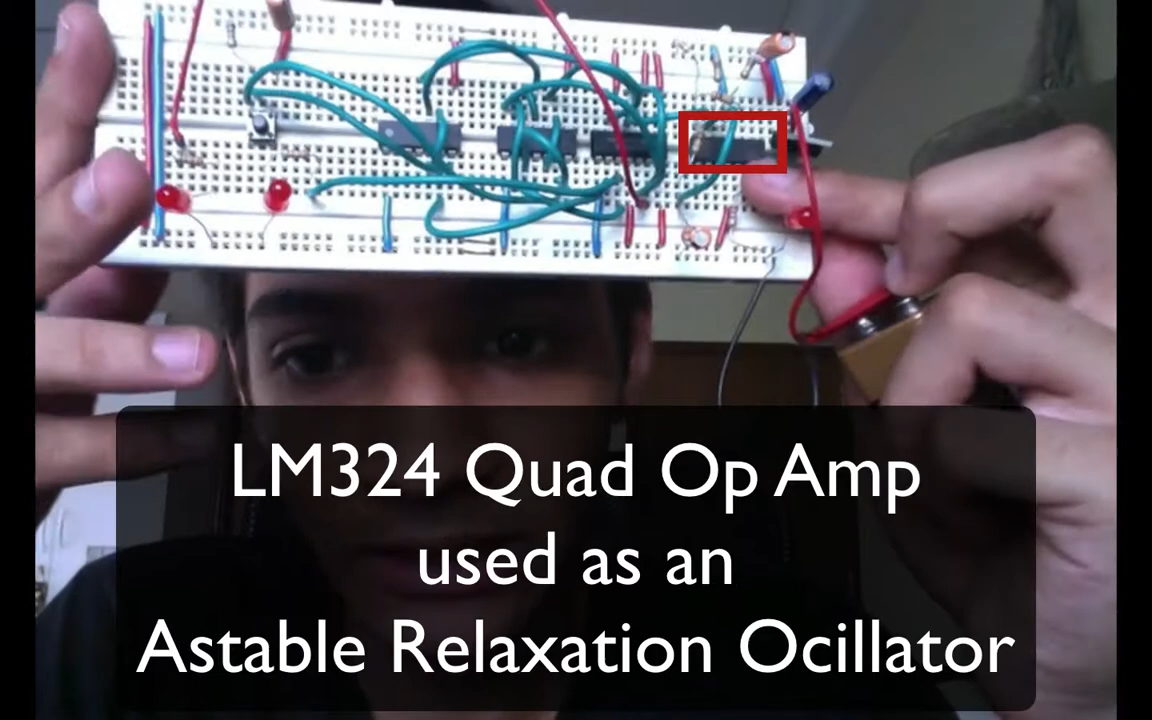 LM324 Quad Op Amp
used as an
Astable Relaxation Ocillator